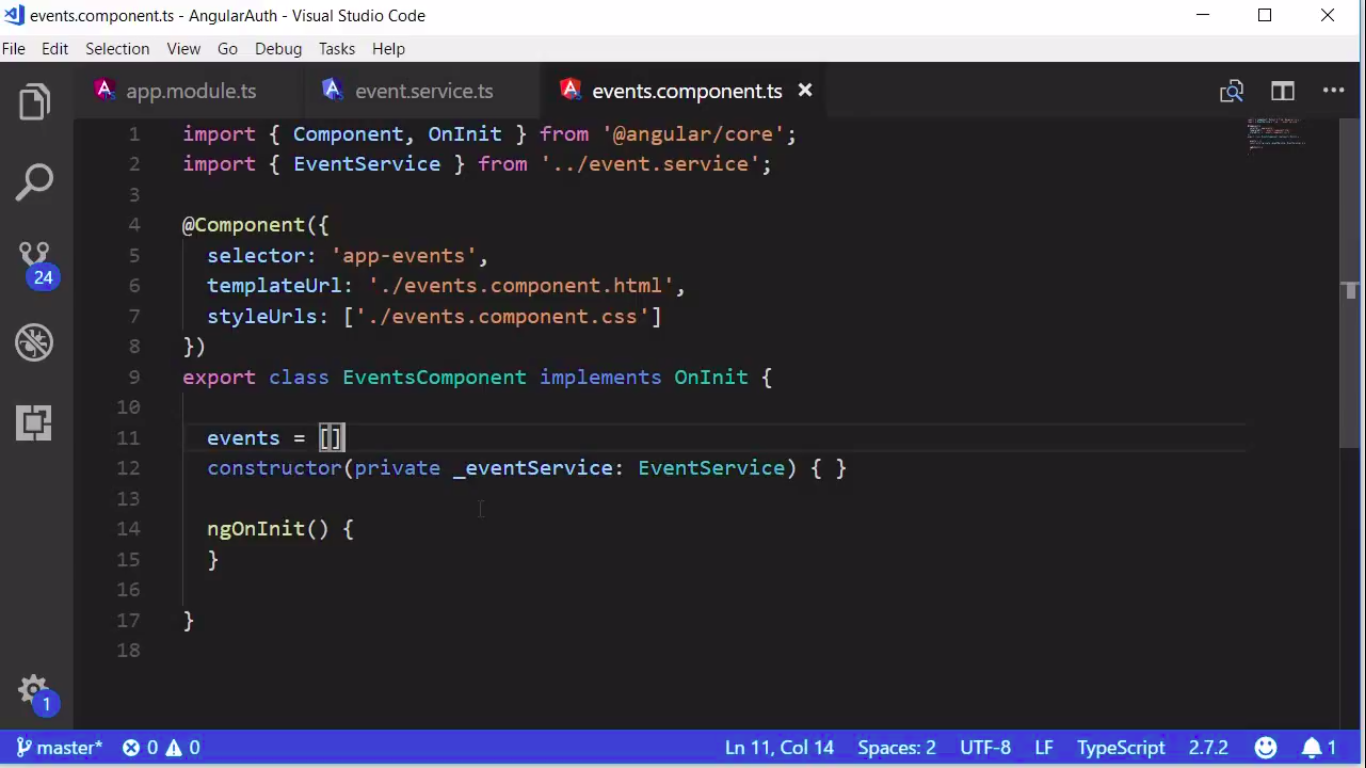 events.component.ts - AngularAuth - Visual Studio Code
File Edit Selection View Go Debug Tasks Help
app.module.ts event.service.ts events.component.ts
1 import { Component, OnInit } from '@angular/core';
2 import { EventService } from '../event.service';
3
4 @Component({
5 selector: 'app-events',
6 templateUrl: './events.component.html',
7 styleUrls: ['./events.component.css']
8 })
9 export class EventsComponent implements OnInit {
10
11 events = []
12 constructor(private _eventService: EventService) { }
13
14 ngOnInit() {
15 }
16
17 }
18
24
1
master* 0 0 Ln 11, Col 14 Spaces: 2 UTF-8 LF TypeScript 2.7.2 1